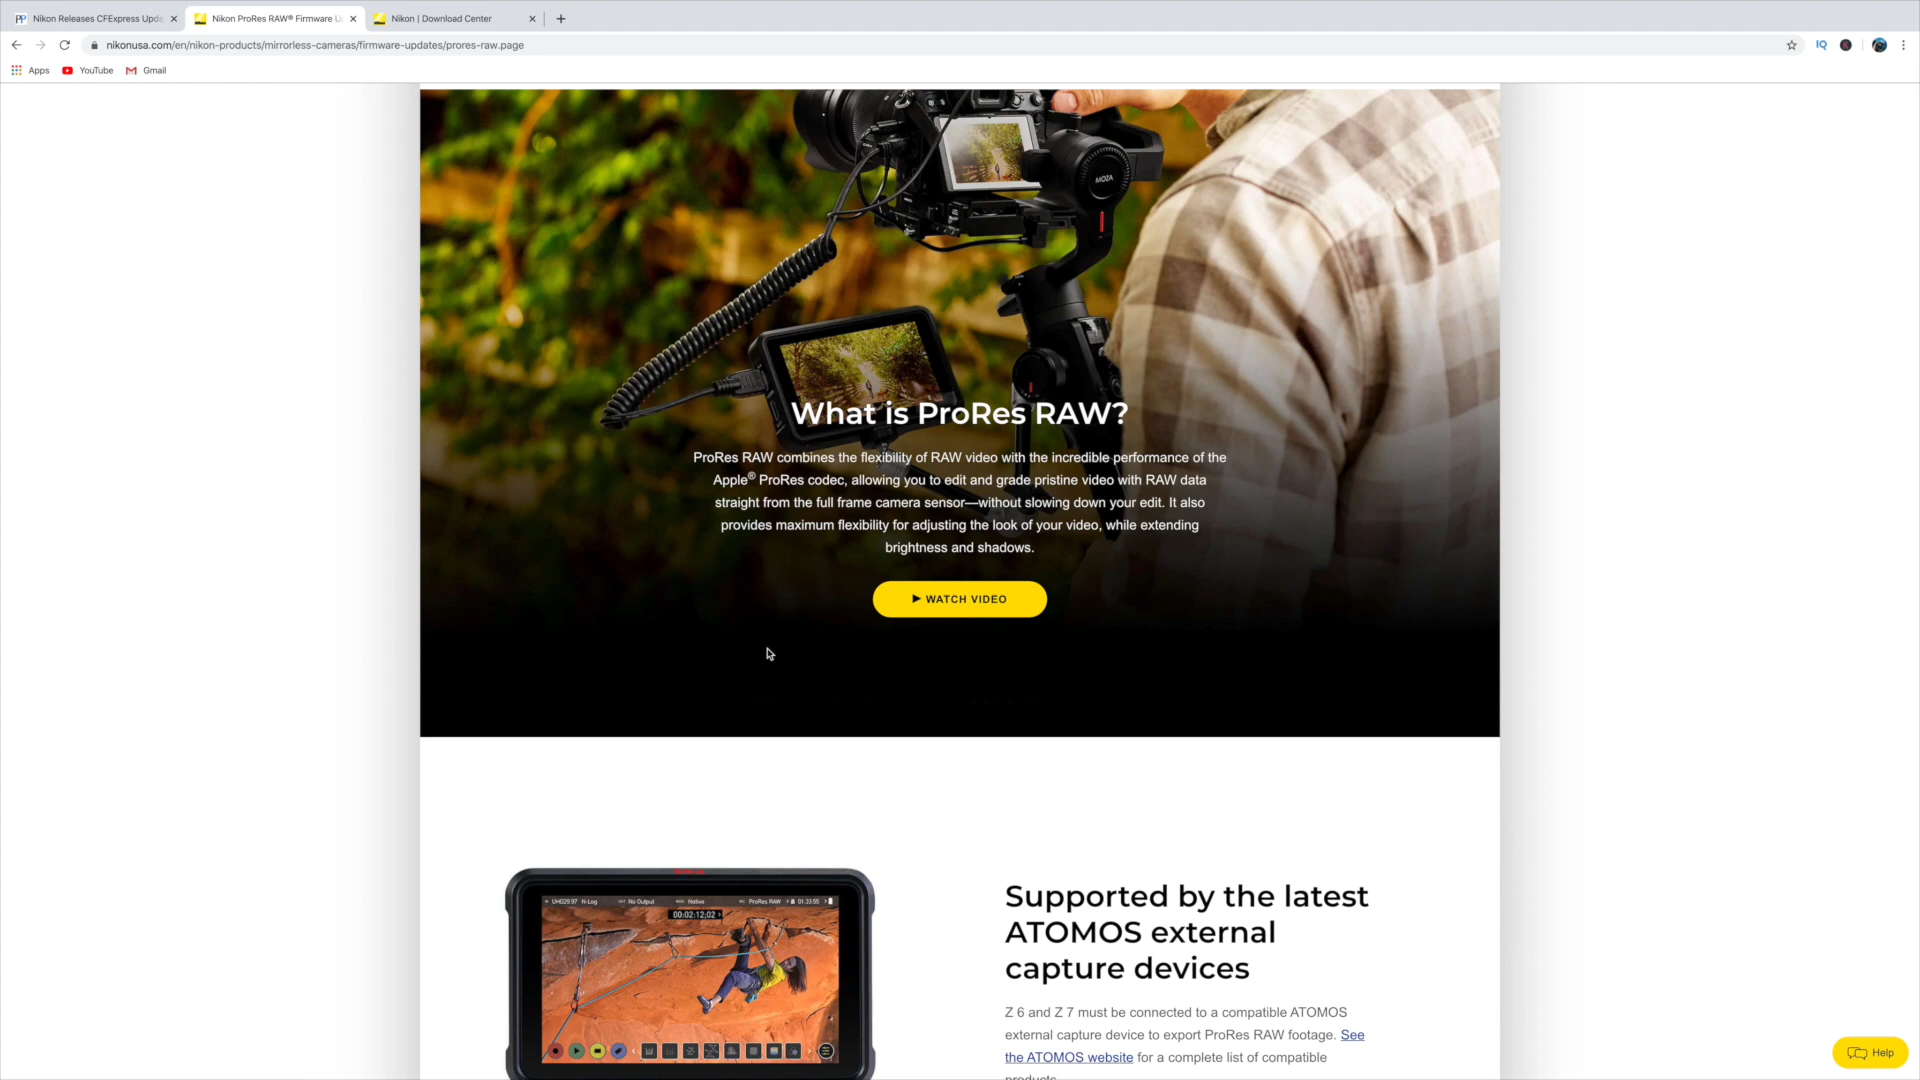 Nikon Releases CFExpress Upda
Nikon ProRes RAW® Firmware U
Nikon | Download Center
nikonusa.com/en/nikon-products/mirrorless-cameras/firmware-updates/prores-raw.page
IQ
Apps
YouTube
Gmail
MOZA
What is ProRes RAW?
ProRes RAW combines the flexibility of RAW video with the incredible performance of the
Apple® ProRes codec, allowing you to edit and grade pristine video with RAW data
straight from the full frame camera sensor—without slowing down your edit. It also
provides maximum flexibility for adjusting the look of your video, while extending
brightness and shadows.
WATCH VIDEO
UHD29.97 N-Log No Output Native ProRes RAW 01:33:55
00:02:12;02
Supported by the latest
ATOMOS external
capture devices
Z 6 and Z 7 must be connected to a compatible ATOMOS
external capture device to export ProRes RAW footage. See
the ATOMOS website for a complete list of compatible
products.
Help